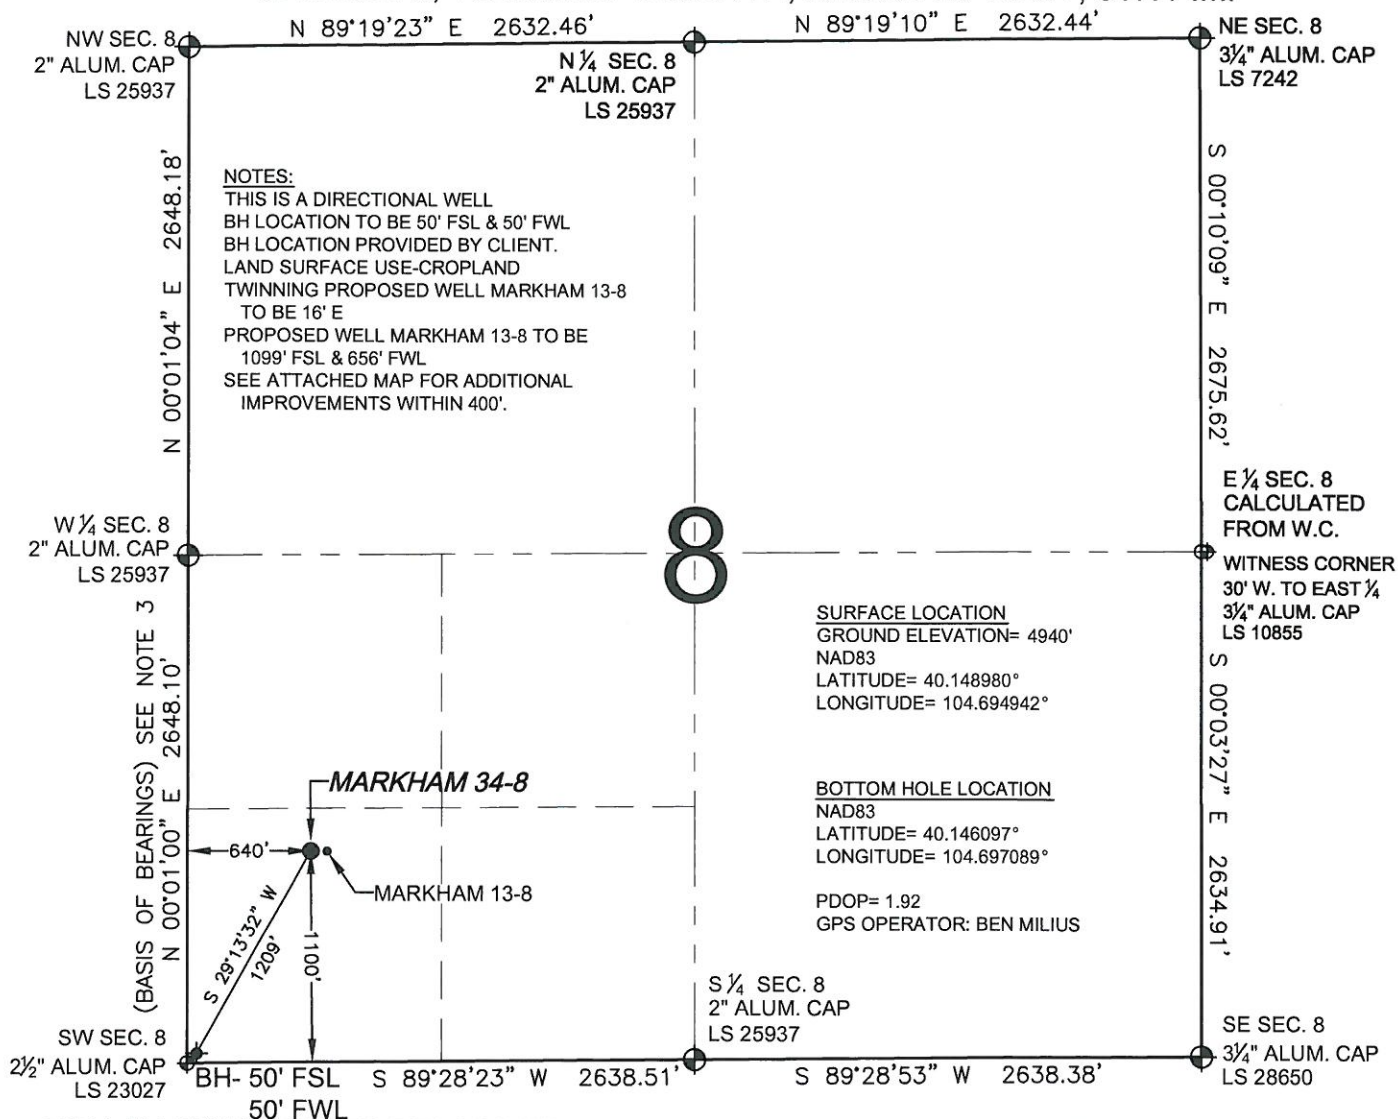 N 89°19'23" E 2632.46'
N 89°19'10" E 2632.44'
NW SEC. 8
2" ALUM. CAP
LS 25937
N ¼ SEC. 8
2" ALUM. CAP
LS 25937
NE SEC. 8
3¼" ALUM. CAP
LS 7242
N 00°01'04" E 2648.18'
NOTES:
THIS IS A DIRECTIONAL WELL
BH LOCATION TO BE 50' FSL & 50' FWL
BH LOCATION PROVIDED BY CLIENT.
LAND SURFACE USE-CROPLAND
TWINNING PROPOSED WELL MARKHAM 13-8
TO BE 16' E
PROPOSED WELL MARKHAM 13-8 TO BE
1099' FSL & 656' FWL
SEE ATTACHED MAP FOR ADDITIONAL
IMPROVEMENTS WITHIN 400'.
S 00°10'09" E 2675.62'
W ¼ SEC. 8
2" ALUM. CAP
LS 25937
8
E ¼ SEC. 8
CALCULATED
FROM W.C.
WITNESS CORNER
30' W. TO EAST ¼
3¼" ALUM. CAP
LS 10855
(BASIS OF BEARINGS) SEE NOTE 3
N 00°01'00" E 2648.10'
SURFACE LOCATION
GROUND ELEVATION= 4940'
NAD83
LATITUDE= 40.148980°
LONGITUDE= 104.694942°
BOTTOM HOLE LOCATION
NAD83
LATITUDE= 40.146097°
LONGITUDE= 104.697089°
PDOP= 1.92
GPS OPERATOR: BEN MILIUS
S 00°03'27" E 2634.91'
MARKHAM 34-8
640'
MARKHAM 13-8
1100'
S 29°13'32" W
1209'
SW SEC. 8
2½" ALUM. CAP
LS 23027
BH- 50' FSL
50' FWL
S 89°28'23" W 2638.51'
S ¼ SEC. 8
2" ALUM. CAP
LS 25937
S 89°28'53" W 2638.38'
SE SEC. 8
3¼" ALUM. CAP
LS 28650